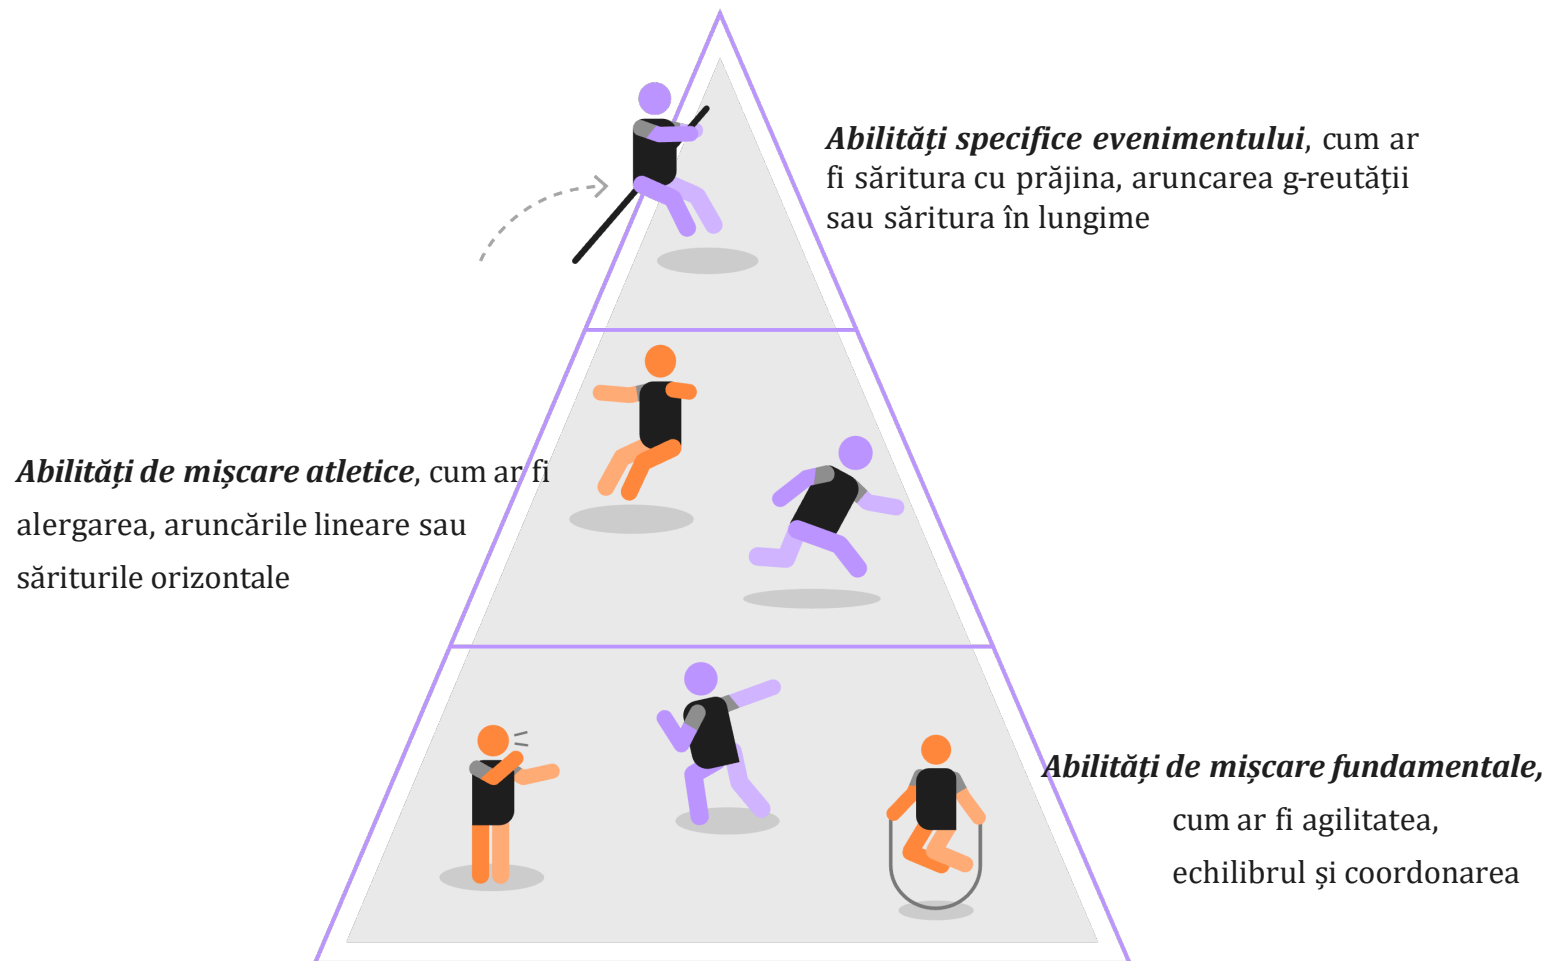 Abilități specifice evenimentului, cum ar
fi săritura cu prăjina, aruncarea g-reutății
sau săritura în lungime
Abilități de mișcare atletice, cum ar fi
alergarea, aruncările lineare sau
săriturile orizontale
Abilități de mișcare fundamentale,
cum ar fi agilitatea,
echilibrul și coordonarea